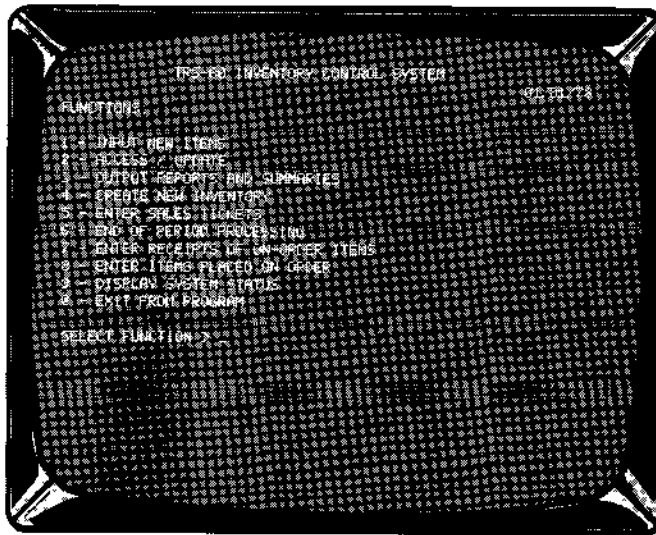 TRS-80 INVENTORY CONTROL SYSTEM
FUNCTIONS:
1 - INPUT NEW ITEMS
2 - ACCESS / UPDATE
3 - OUTPUT REPORTS AND SUMMARIES
4 - CREATE NEW INVENTORY
5 - ENTER SALES TICKETS
6 - END OF PERIOD PROCESSING
7 - ENTER RECEIPTS OF ON-ORDER ITEMS
8 - ENTER ITEMS PLACED ON ORDER
9 - DISPLAY SYSTEM STATUS
0 - EXIT FROM PROGRAM
SELECT FUNCTION > _